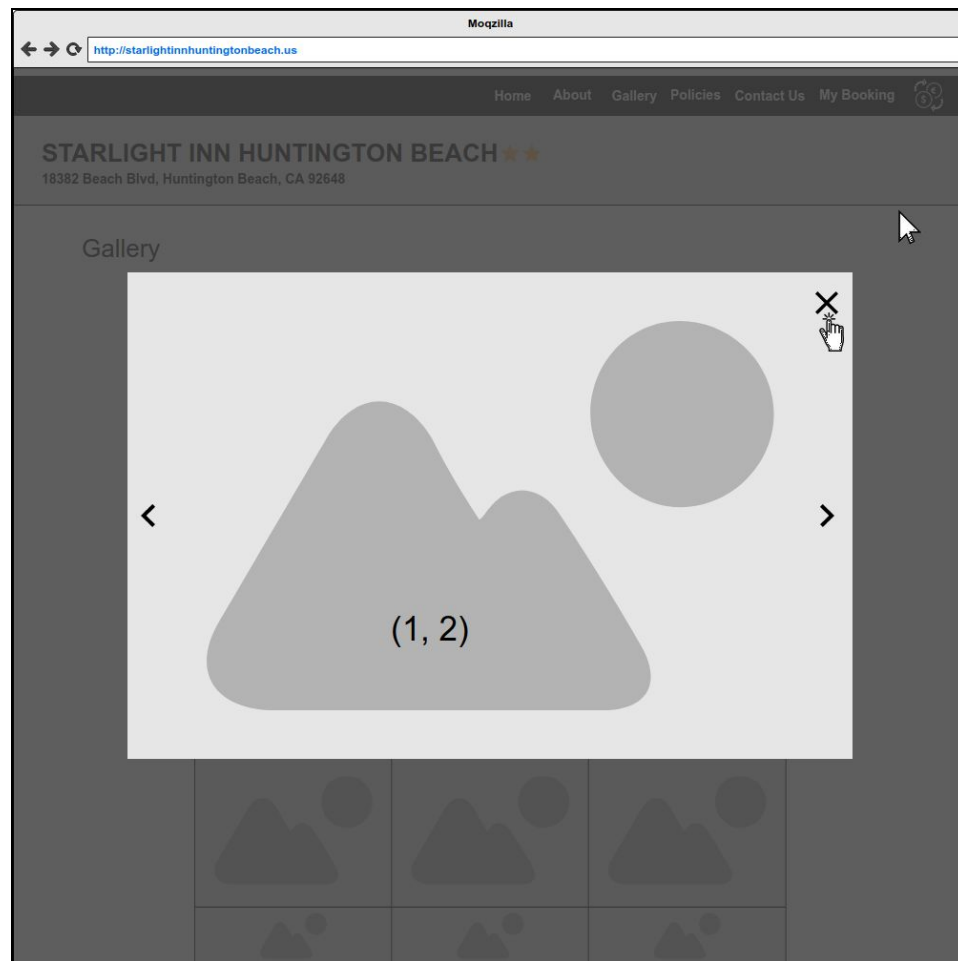 Moqzilla
http://starlightinnhuntingtonbeach.us
Home About Gallery Policies Contact Us My Booking
STARLIGHT INN HUNTINGTON BEACH
18382 Beach Blvd, Huntington Beach, CA 92648
Gallery
(1, 2)